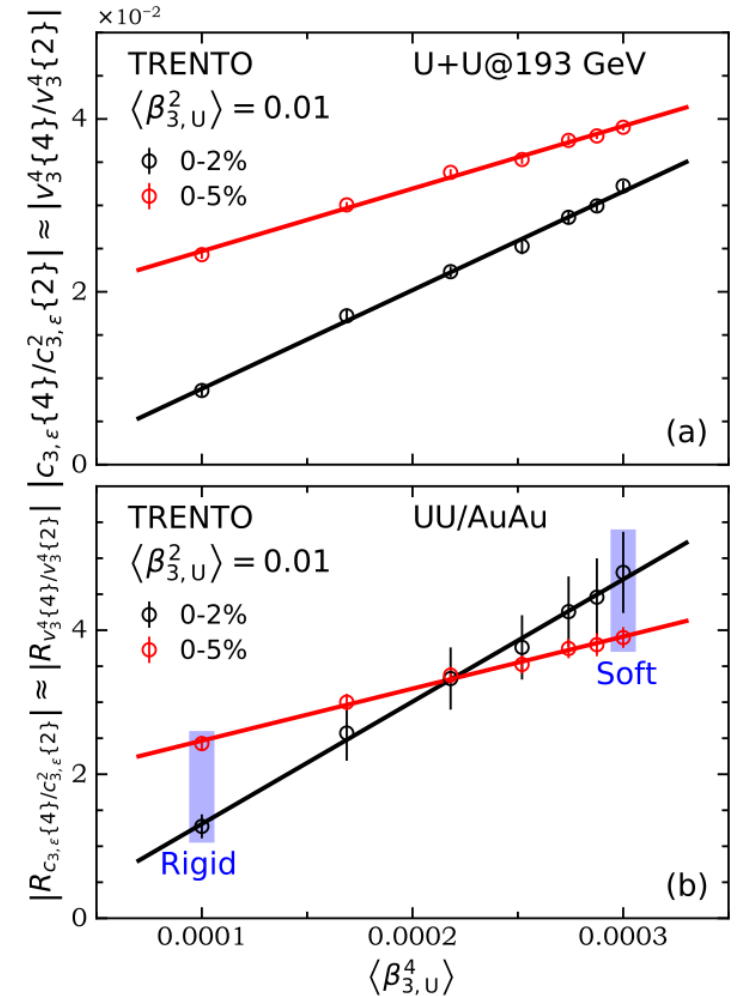 ×10⁻²
|c₃,ε{4}/c²₃,ε{2}| ≈ |v⁴₃{4}/v⁴₃{2}|
TRENTO U+U@193 GeV
⟨β²₃,U⟩ = 0.01
0-2%
0-5%
4
2
0
(a)
|R_c₃,ε{4}/c²₃,ε{2}| ≈ |R_v⁴₃{4}/v⁴₃{2}|
TRENTO UU/AuAu
⟨β²₃,U⟩ = 0.01
0-2%
0-5%
4
2
0
Soft
Rigid
(b)
0.0001 0.0002 0.0003
⟨β⁴₃,U⟩